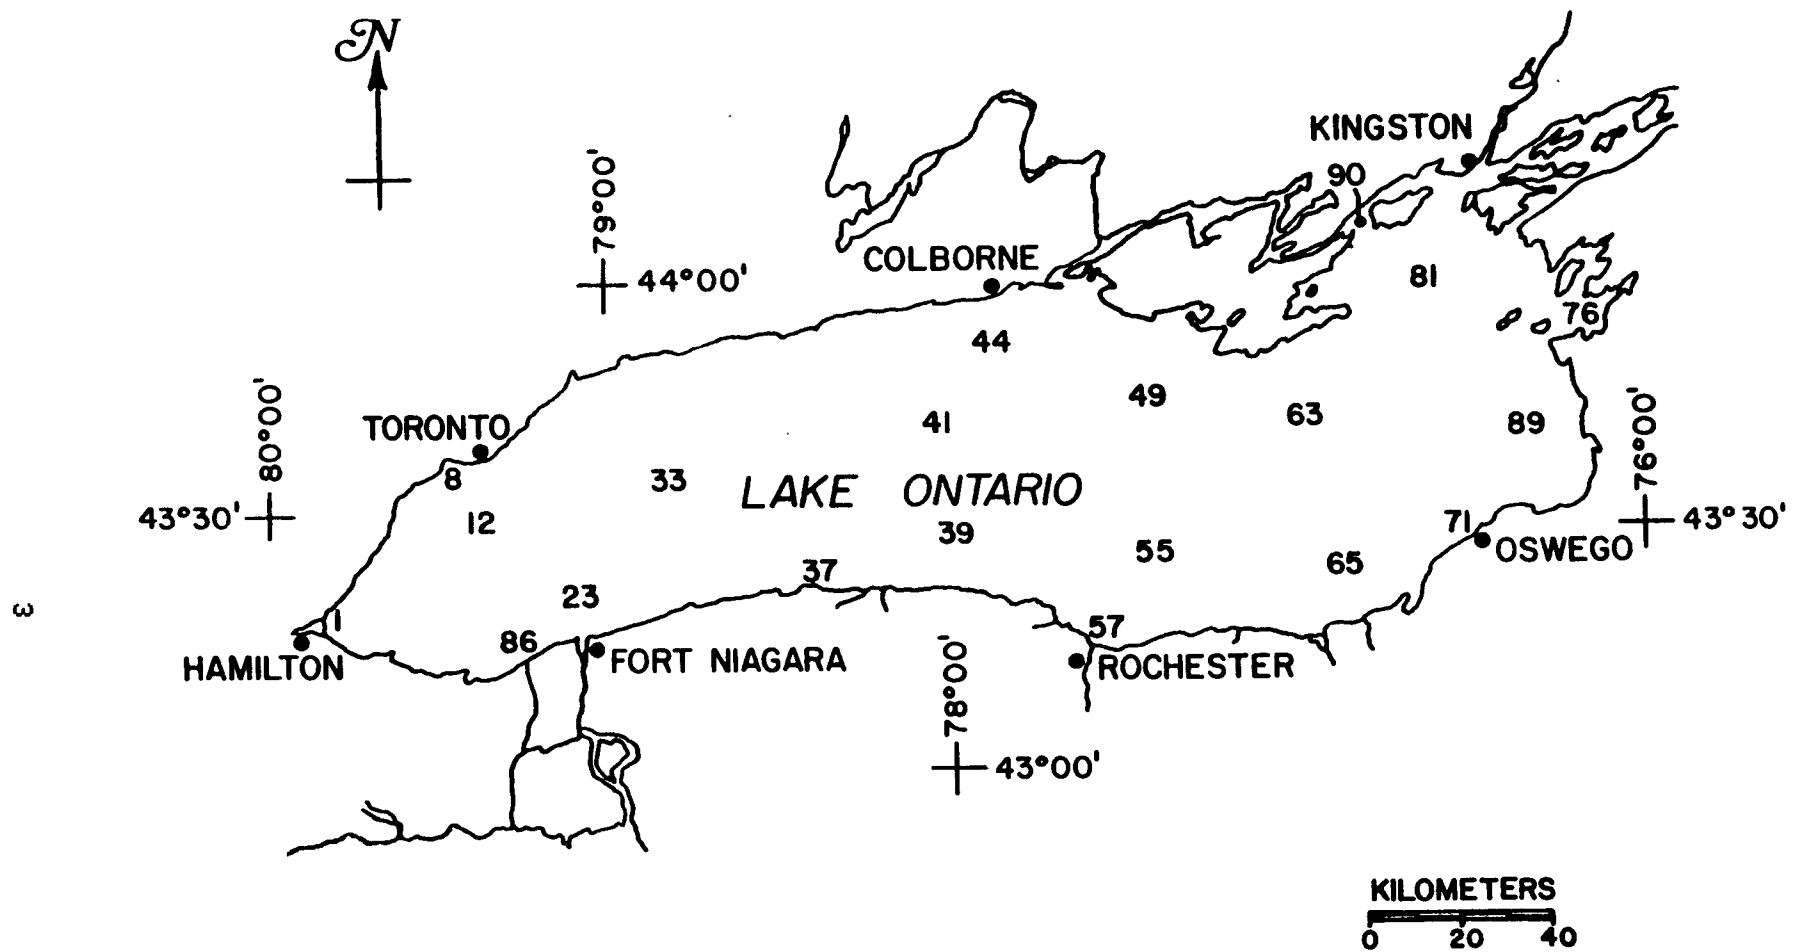 N
KINGSTON
79°00'
90
COLBORNE
44°00'
81
76
44
49
80°00'
TORONTO
41
63
89
76°00'
8
33
LAKE ONTARIO
43°30'
12
39
71
43°30'
OSWEGO
55
65
37
23
3
1
86
57
HAMILTON
FORT NIAGARA
ROCHESTER
78°00'
43°00'
KILOMETERS
0 20 40